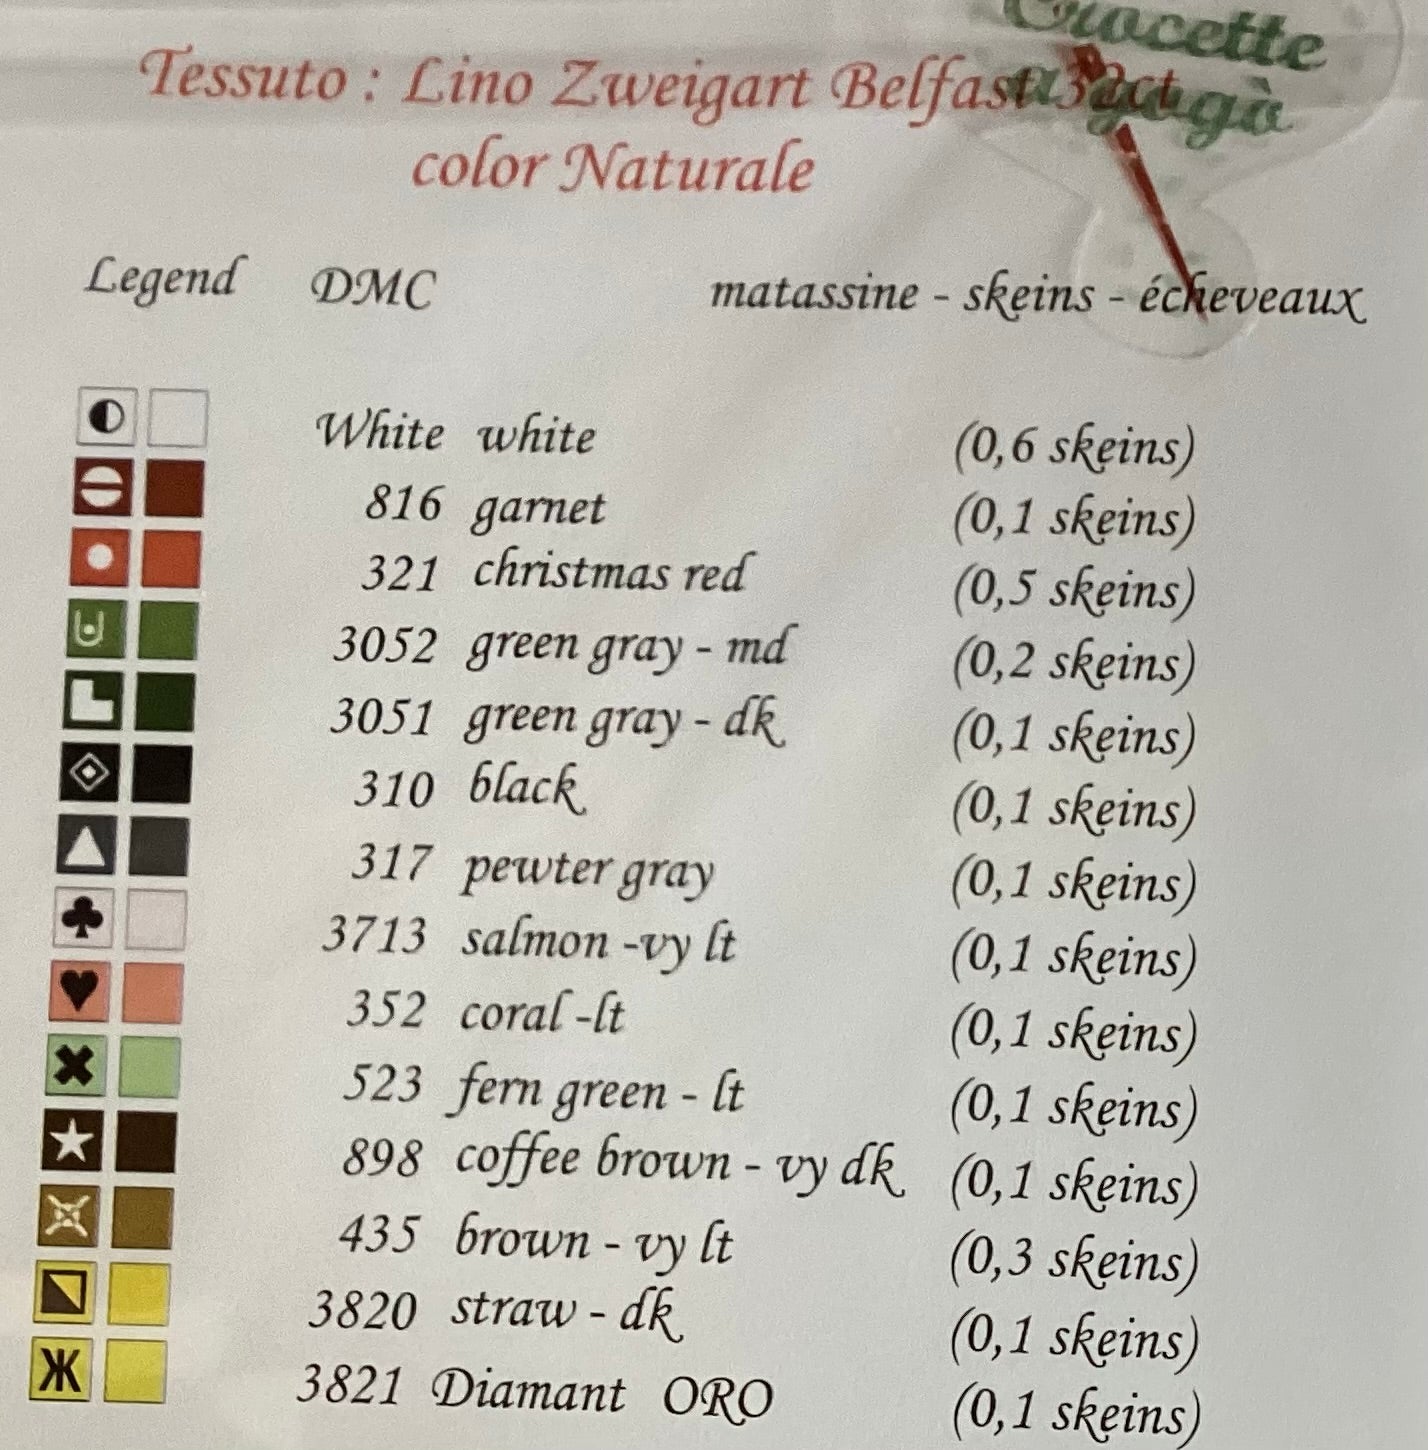 Crocette
a gogò
Tessuto : Lino Zweigart Belfast 32ct
color Naturale
Legend DMC matassine - skeins - écheveaux
White white (0,6 skeins)
816 garnet (0,1 skeins)
321 christmas red (0,5 skeins)
3052 green gray - md (0,2 skeins)
3051 green gray - dk (0,1 skeins)
310 black (0,1 skeins)
317 pewter gray (0,1 skeins)
3713 salmon -vy lt (0,1 skeins)
352 coral -lt (0,1 skeins)
523 fern green - lt (0,1 skeins)
898 coffee brown - vy dk (0,1 skeins)
435 brown - vy lt (0,3 skeins)
3820 straw - dk (0,1 skeins)
3821 Diamant ORO (0,1 skeins)